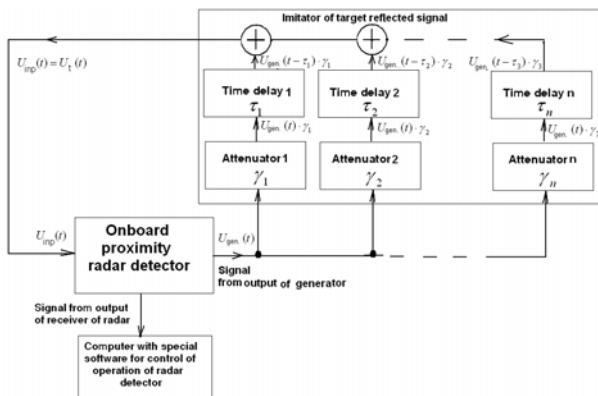 Imitator of target reflected signal
U_inp(t) = U_t(t)
U_gen.(t − τ_1) · γ_1
U_gen.(t − τ_2) · γ_2
U_gen.(t − τ_3) · γ_3
Time delay 1
τ_1
Time delay 2
τ_2
Time delay n
τ_n
U_gen.(t) · γ_1
U_gen.(t) · γ_2
U_gen.(t) · γ
Attenuator 1
γ_1
Attenuator 2
γ_2
Attenuator n
γ_n
U_inp(t)
Onboard
proximity
radar detector
U_gen.(t)
Signal
from output of generator
Signal from output
of receiver of radar
Computer with special
software for control of
operation of radar
detector